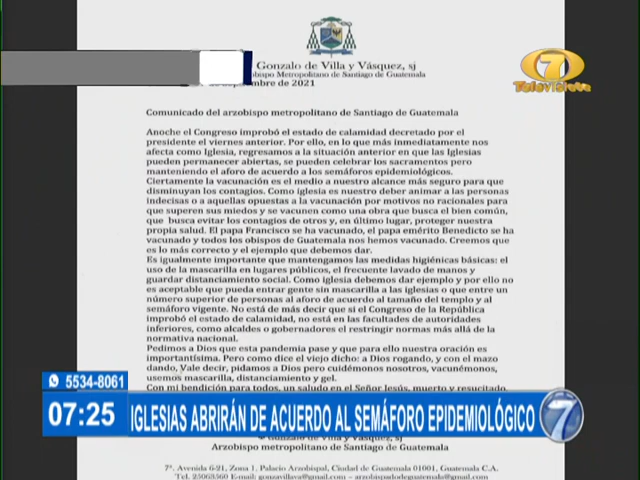 Gonzalo de Villa y Vásquez, sj
Metropolitano de Santiago de Guatemala
de 2021
7
Televisiete
Comunicado del arzobispo metropolitano de Santiago de Guatemala
Anoche el Congreso improbó el estado de calamidad decretado por el
presidente el viernes anterior. Por ello, en lo que más inmediatamente nos
afecta como Iglesia, regresamos a la situación anterior en que las Iglesias
pueden permanecer abiertas, se pueden celebrar los sacramentos pero
manteniendo el aforo de acuerdo a los semáforos epidemiológicos.
Ciertamente la vacunación es el medio a nuestro alcance más seguro para que
disminuyan los contagios. Como iglesia es nuestro deber animar a las personas
indecisas o a aquellas opuestas a la vacunación por motivos no racionales para
que superen sus miedos y se vacunen como una obra que busca el bien común,
que busca evitar los contagios de otros y, en último lugar, proteger nuestra
propia salud. El papa Francisco se ha vacunado, el papa emérito Benedicto se ha
vacunado y todos los obispos de Guatemala nos hemos vacunado. Creemos que
es lo más correcto y el ejemplo que debemos dar.
Es igualmente importante que mantengamos las medidas higiénicas básicas: el
uso de la mascarilla en lugares públicos, el frecuente lavado de manos y
guardar distanciamiento social. Como iglesia debemos dar ejemplo y por ello no
es aceptable que pueda entrar gente sin mascarilla a las iglesias o que entre un
número superior de personas al aforo de acuerdo al tamaño del templo y al
semáforo vigente. No está de más decir que si el Congreso de la República
improbó el estado de calamidad, no está en las facultades de autoridades
inferiores, como alcaldes o gobernadores el restringir normas más allá de la
normativa nacional.
Pedimos a Dios que esta pandemia pase y que para ello nuestra oración es
importantísima. Pero como dice el viejo dicho: a Dios rogando, y con el mazo
dando, Vale decir, pidamos a Dios pero cuidémonos nosotros, vacunémonos,
usemos mascarilla, distanciamiento y gel.
Con mi bendición para todos, un saludo en el Señor Jesús, muerto y resucitado.
5534-8061
07:25 IGLESIAS ABRIRÁN DE ACUERDO AL SEMÁFORO EPIDEMIOLÓGICO 7
Gonzalo de Villa y Vásquez, sj
Arzobispo metropolitano de Santiago de Guatemala
7ª. Avenida 6-21, Zona 1. Palacio Arzobispal, Ciudad de Guatemala 01001, Guatemala C.A.